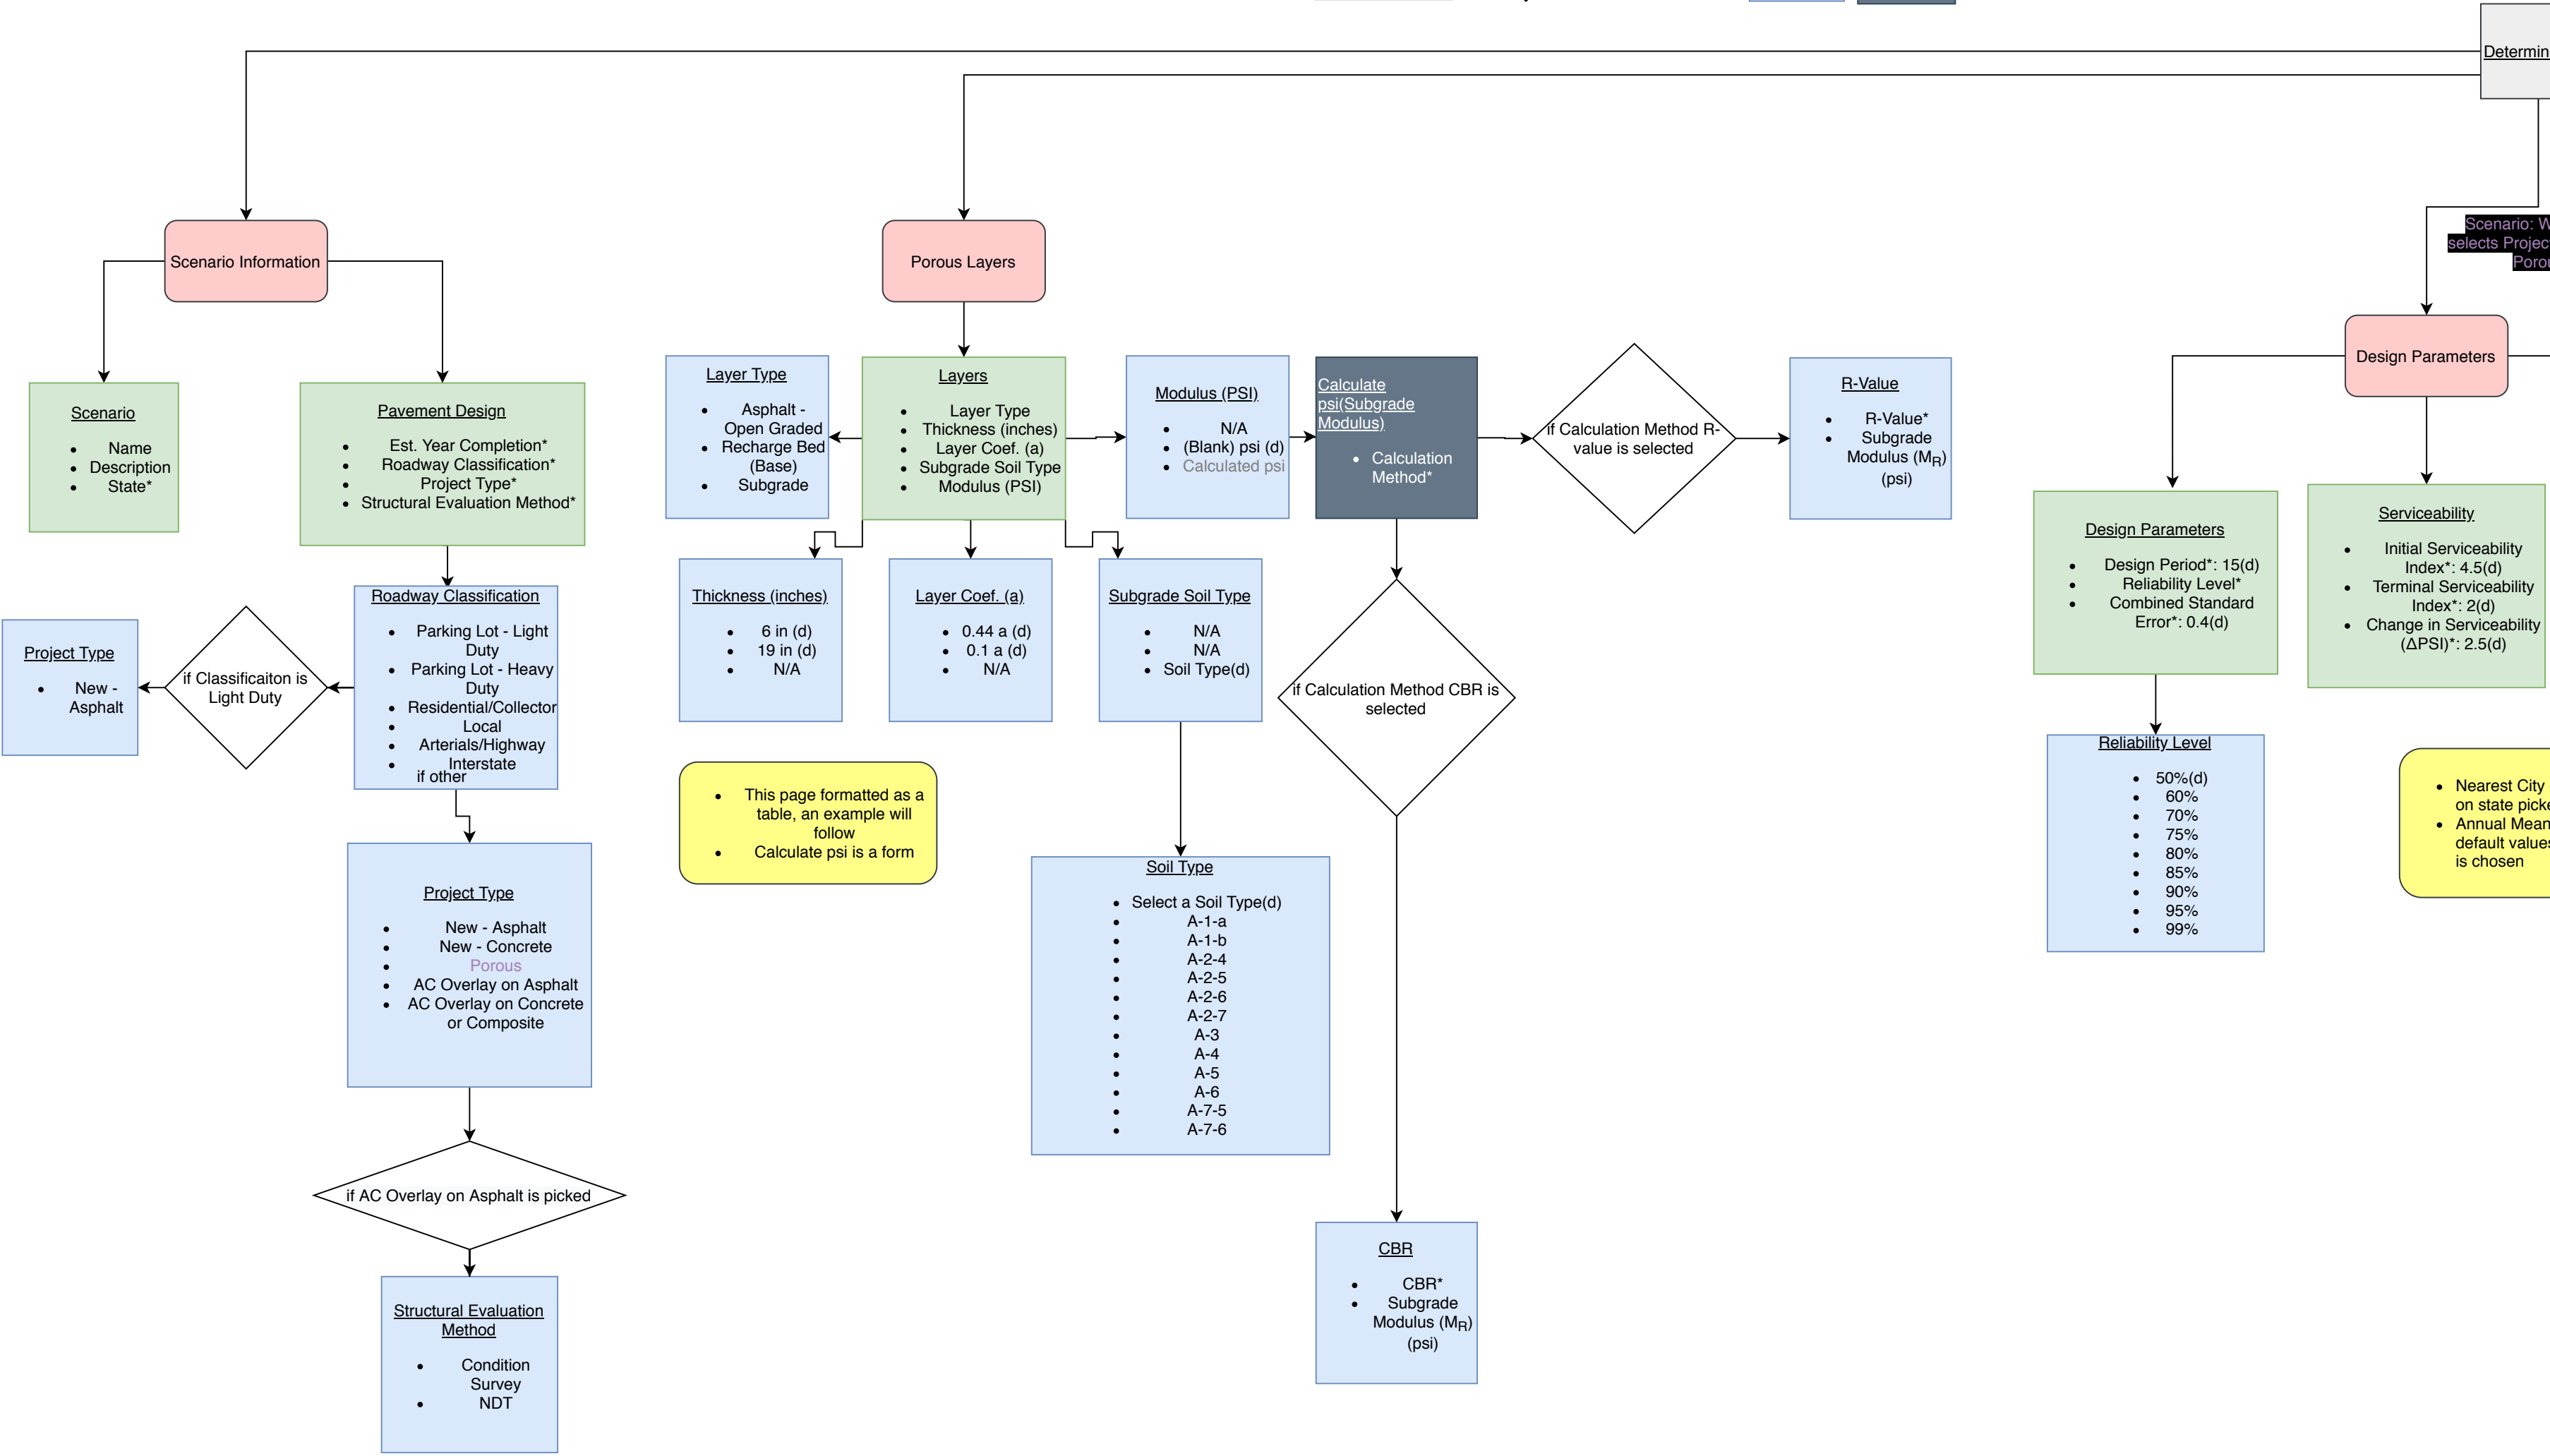 Determin
Scenario: W
selects Project
Porou
Scenario Information
Porous Layers
Design Parameters
Scenario
• Name
• Description
• State*
Pavement Design
• Est. Year Completion*
• Roadway Classification*
• Project Type*
• Structural Evaluation Method*
Layer Type
• Asphalt -
Open Graded
• Recharge Bed
(Base)
• Subgrade
Layers
• Layer Type
• Thickness (inches)
• Layer Coef. (a)
• Subgrade Soil Type
• Modulus (PSI)
Modulus (PSI)
• N/A
• (Blank) psi (d)
• Calculated psi
Calculate
psi(Subgrade
Modulus)
• Calculation
Method*
if Calculation Method R-
value is selected
R-Value
• R-Value*
• Subgrade
Modulus (MR)
(psi)
Design Parameters
• Design Period*: 15(d)
• Reliability Level*
• Combined Standard
Error*: 0.4(d)
Serviceability
• Initial Serviceability
Index*: 4.5(d)
• Terminal Serviceability
Index*: 2(d)
• Change in Serviceability
(ΔPSI)*: 2.5(d)
Project Type
• New -
Asphalt
if Classificaiton is
Light Duty
Roadway Classification
• Parking Lot - Light
Duty
• Parking Lot - Heavy
Duty
• Residential/Collector
• Local
• Arterials/Highway
• Interstate
if other
Thickness (inches)
• 6 in (d)
• 19 in (d)
• N/A
Layer Coef. (a)
• 0.44 a (d)
• 0.1 a (d)
• N/A
Subgrade Soil Type
• N/A
• N/A
• Soil Type(d)
if Calculation Method CBR is
selected
Reliability Level
• 50%(d)
• 60%
• 70%
• 75%
• 80%
• 85%
• 90%
• 95%
• 99%
• Nearest City
on state picke
• Annual Mean
default values
is chosen
• This page formatted as a
table, an example will
follow
• Calculate psi is a form
Project Type
• New - Asphalt
• New - Concrete
• Porous
• AC Overlay on Asphalt
• AC Overlay on Concrete
or Composite
Soil Type
• Select a Soil Type(d)
• A-1-a
• A-1-b
• A-2-4
• A-2-5
• A-2-6
• A-2-7
• A-3
• A-4
• A-5
• A-6
• A-7-5
• A-7-6
if AC Overlay on Asphalt is picked
CBR
• CBR*
• Subgrade
Modulus (MR)
(psi)
Structural Evaluation
Method
• Condition
Survey
• NDT